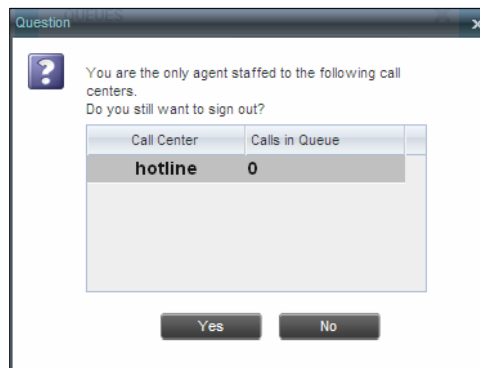 QUEUES
Question
You are the only agent staffed to the following call
centers.
Do you still want to sign out?
Call Center Calls in Queue
hotline 0
Yes No